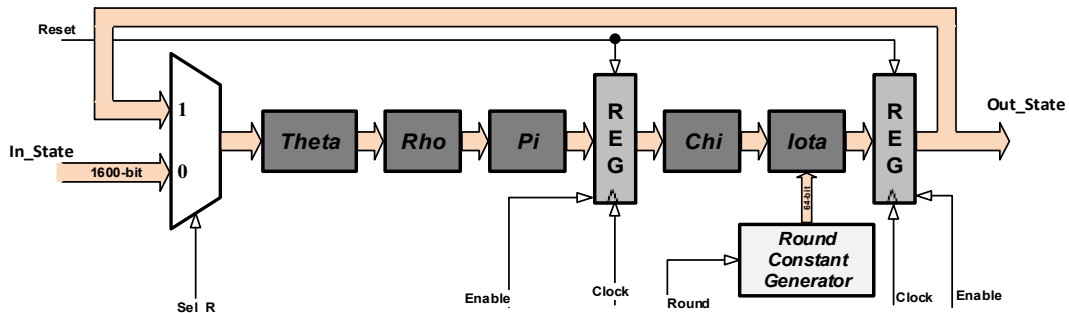 Reset
1
In_State
1600-bit
0
Theta
Rho
Pi
R
E
G
Chi
Iota
R
E
G
Out_State
64-bit
Round
Constant
Generator
Sel_R
Enable
Clock
Round
Clock
Enable